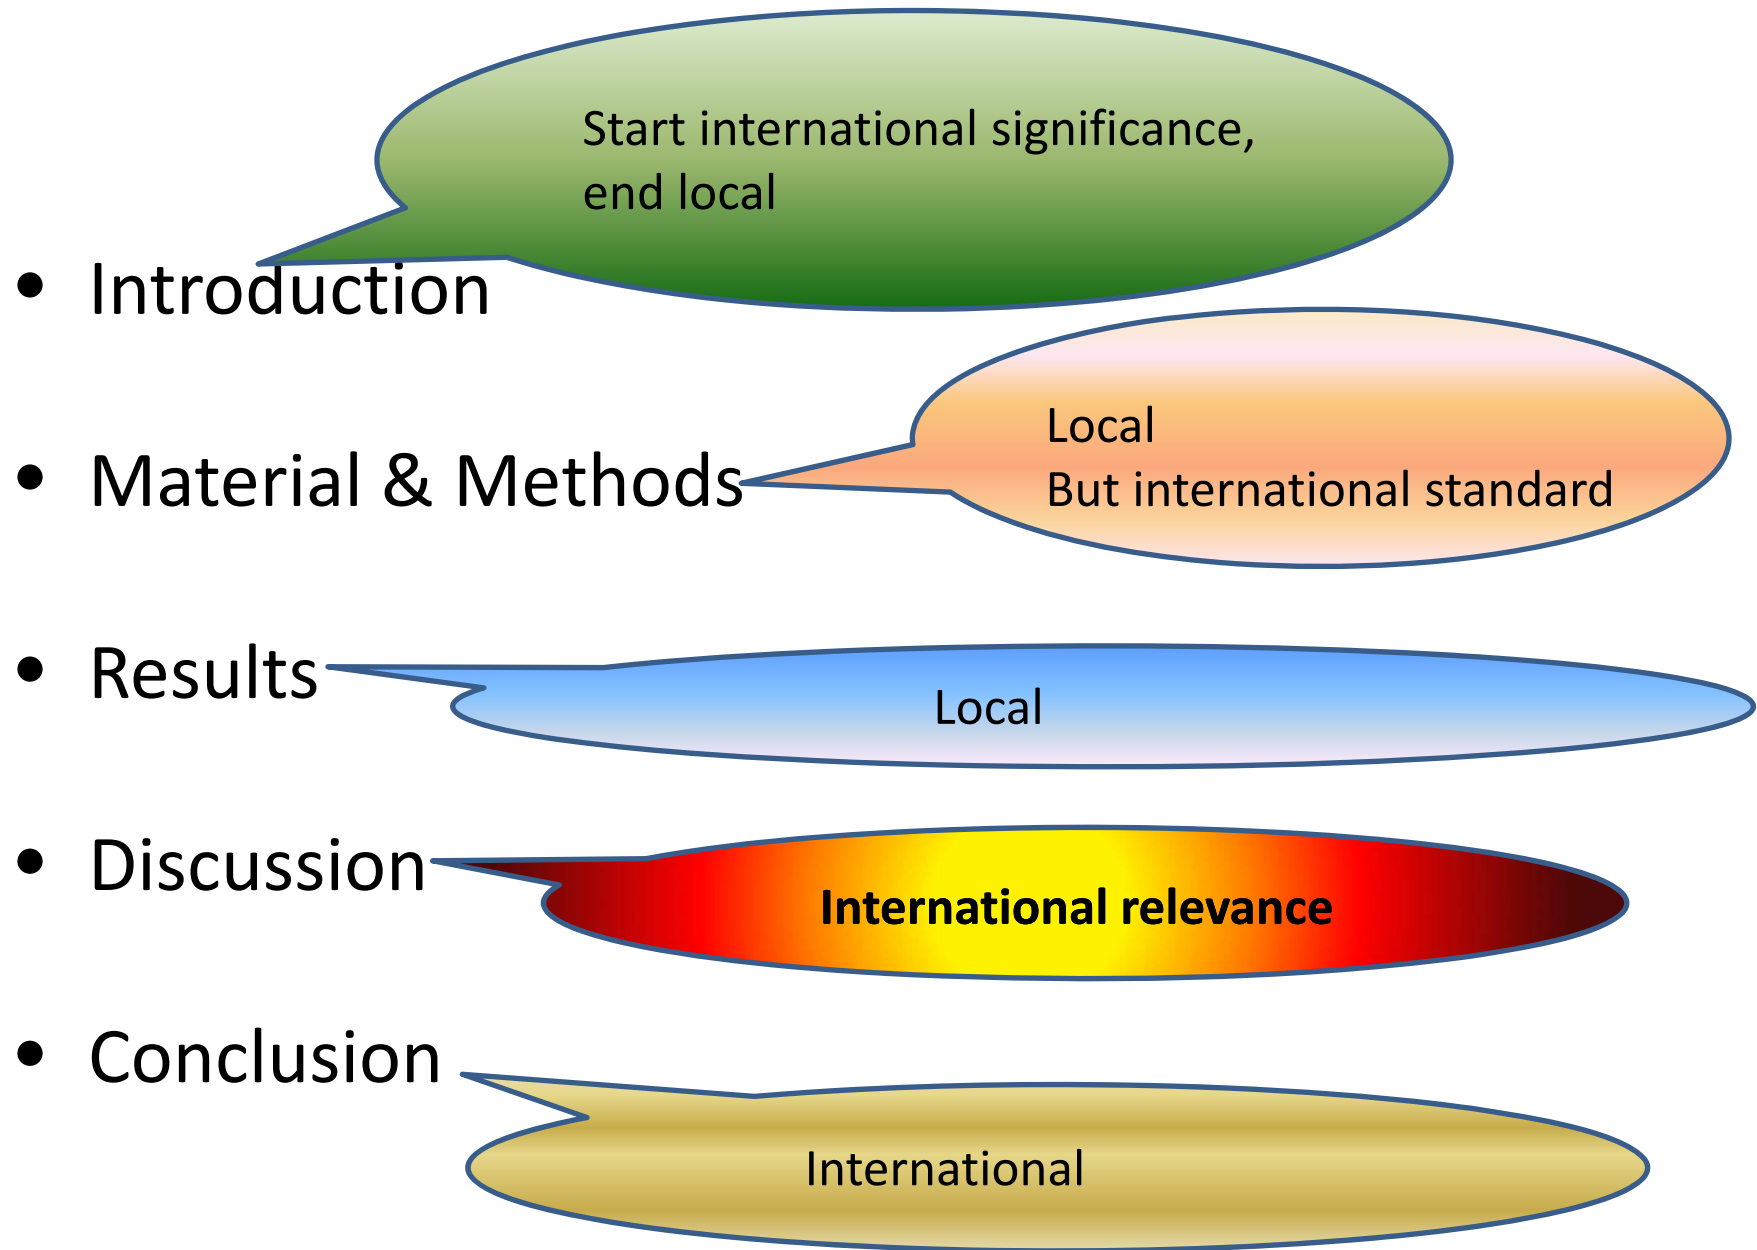 Start international significance,
end local
• Introduction
Local
But international standard
• Material & Methods
• Results
Local
• Discussion
International relevance
• Conclusion
International